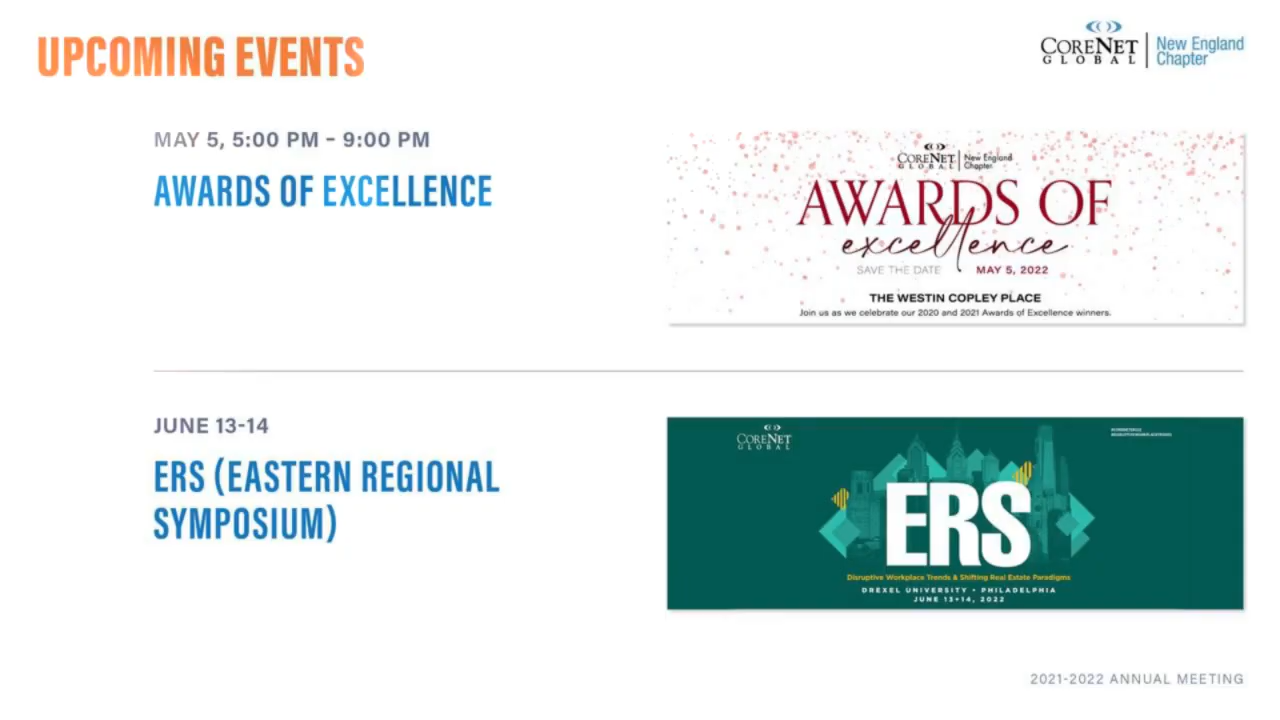 UPCOMING EVENTS
CORENET
GLOBAL
New England
Chapter
MAY 5, 5:00 PM – 9:00 PM
AWARDS OF EXCELLENCE
CORENET
GLOBAL
New England
Chapter
AWARDS OF
excellence
SAVE THE DATE MAY 5, 2022
THE WESTIN COPLEY PLACE
Join us as we celebrate our 2020 and 2021 Awards of Excellence winners.
JUNE 13-14
ERS (EASTERN REGIONAL
SYMPOSIUM)
CORENET
GLOBAL
ERS
Disruptive Workplace Trends & Shifting Real Estate Paradigms
DREXEL UNIVERSITY • PHILADELPHIA
JUNE 13+14, 2022
2021-2022 ANNUAL MEETING